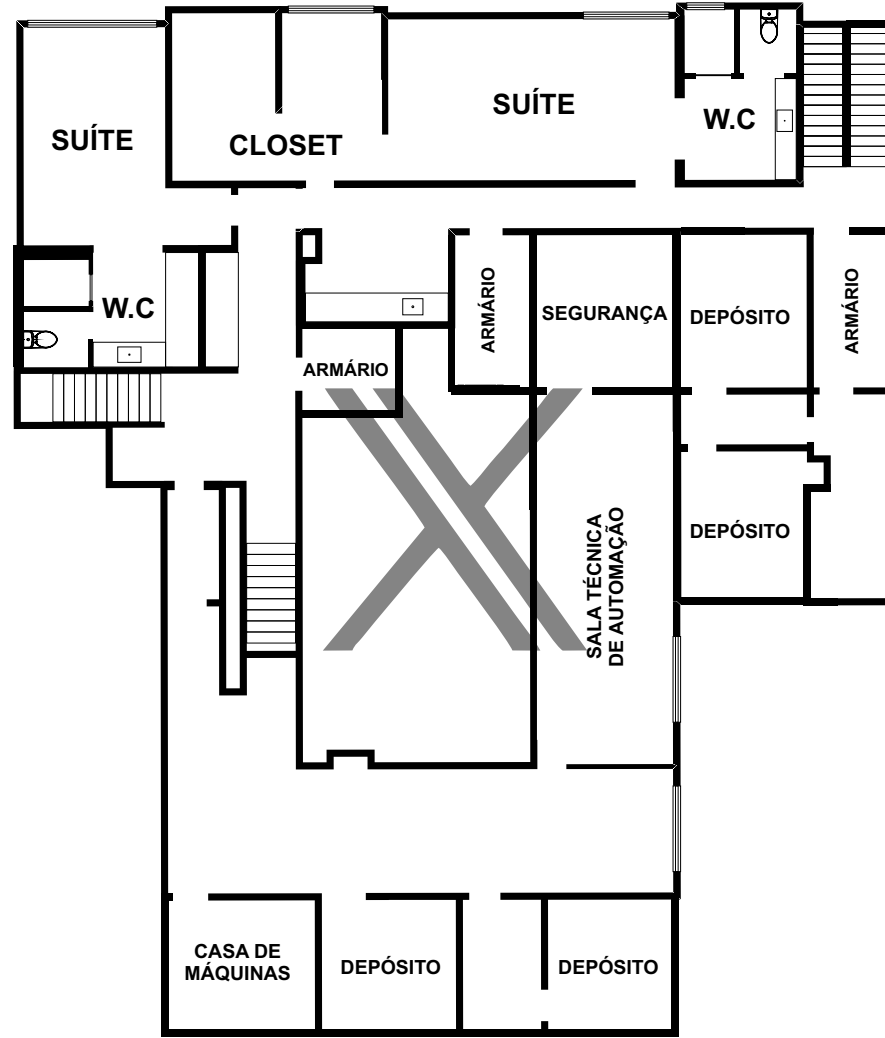 SUÍTE
CLOSET
SUÍTE
W.C
W.C
ARMÁRIO
ARMÁRIO
SEGURANÇA
DEPÓSITO
ARMÁRIO
DEPÓSITO
SALA TÉCNICA
DE AUTOMAÇÃO
CASA DE
MÁQUINAS
DEPÓSITO
DEPÓSITO